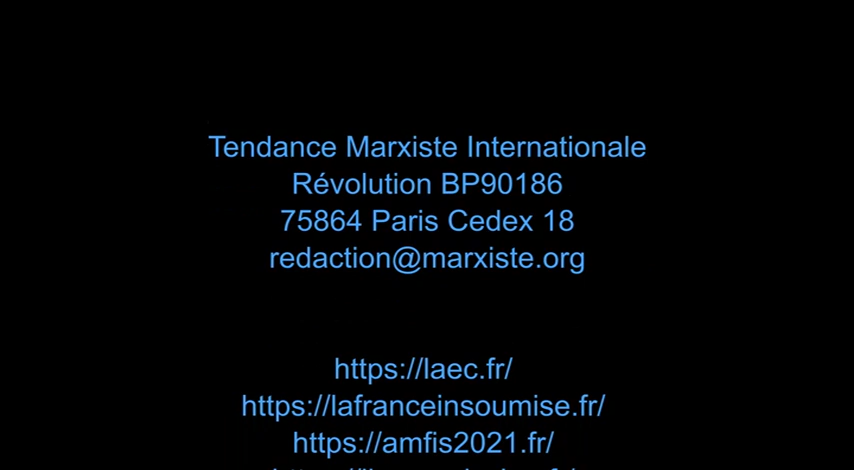 Tendance Marxiste Internationale
Révolution BP90186
75864 Paris Cedex 18
redaction@marxiste.org
https://laec.fr/
https://lafranceinsoumise.fr/
https://amfis2021.fr/